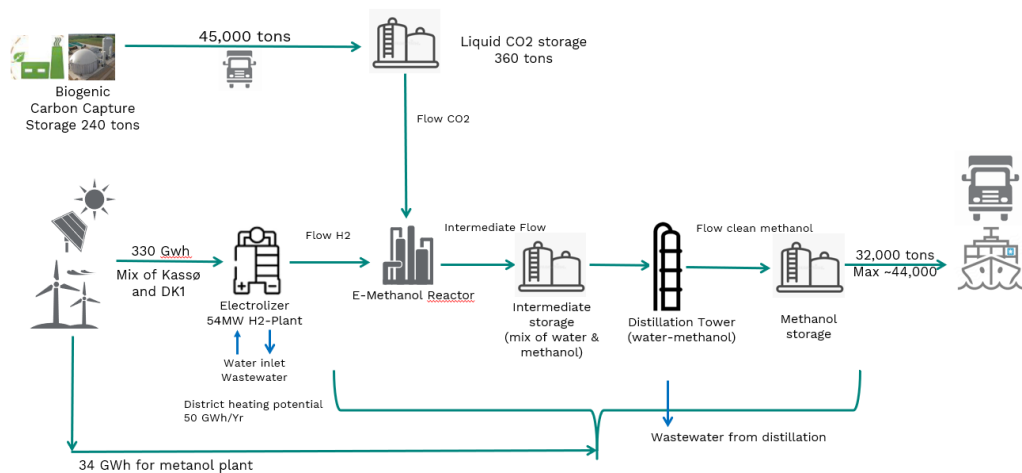 45,000 tons
Liquid CO2 storage
360 tons
Biogenic
Carbon Capture
Storage 240 tons
Flow CO2
330 Gwh
Mix of Kassø
and DK1
Flow H2
Intermediate Flow
Flow clean methanol
32,000 tons
Max ~44,000
Electrolizer
54MW H2-Plant
E-Methanol Reactor
Intermediate
storage
(mix of water &
methanol)
Distillation Tower
(water-methanol)
Methanol
storage
Water inlet
Wastewater
District heating potential
50 GWh/Yr
Wastewater from distillation
34 GWh for metanol plant